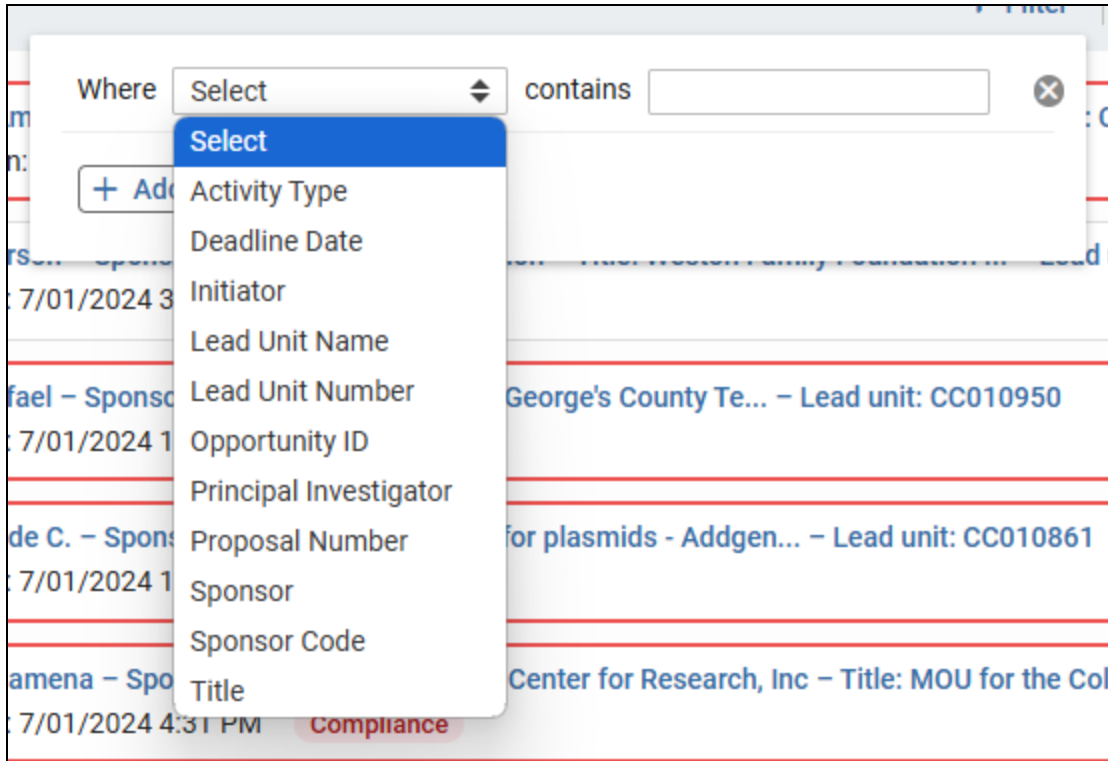 Filter
Where Select contains
Select
Activity Type
Deadline Date
Initiator
Lead Unit Name
Lead Unit Number
Opportunity ID
Principal Investigator
Proposal Number
Sponsor
Sponsor Code
Title
+ Add
: 7/01/2024 3
fael – Sponso George's County Te... – Lead unit: CC010950
: 7/01/2024 1
de C. – Spons for plasmids - Addgen... – Lead unit: CC010861
: 7/01/2024 1
amena – Spo Center for Research, Inc – Title: MOU for the Col
: 7/01/2024 4:31 PM Compliance